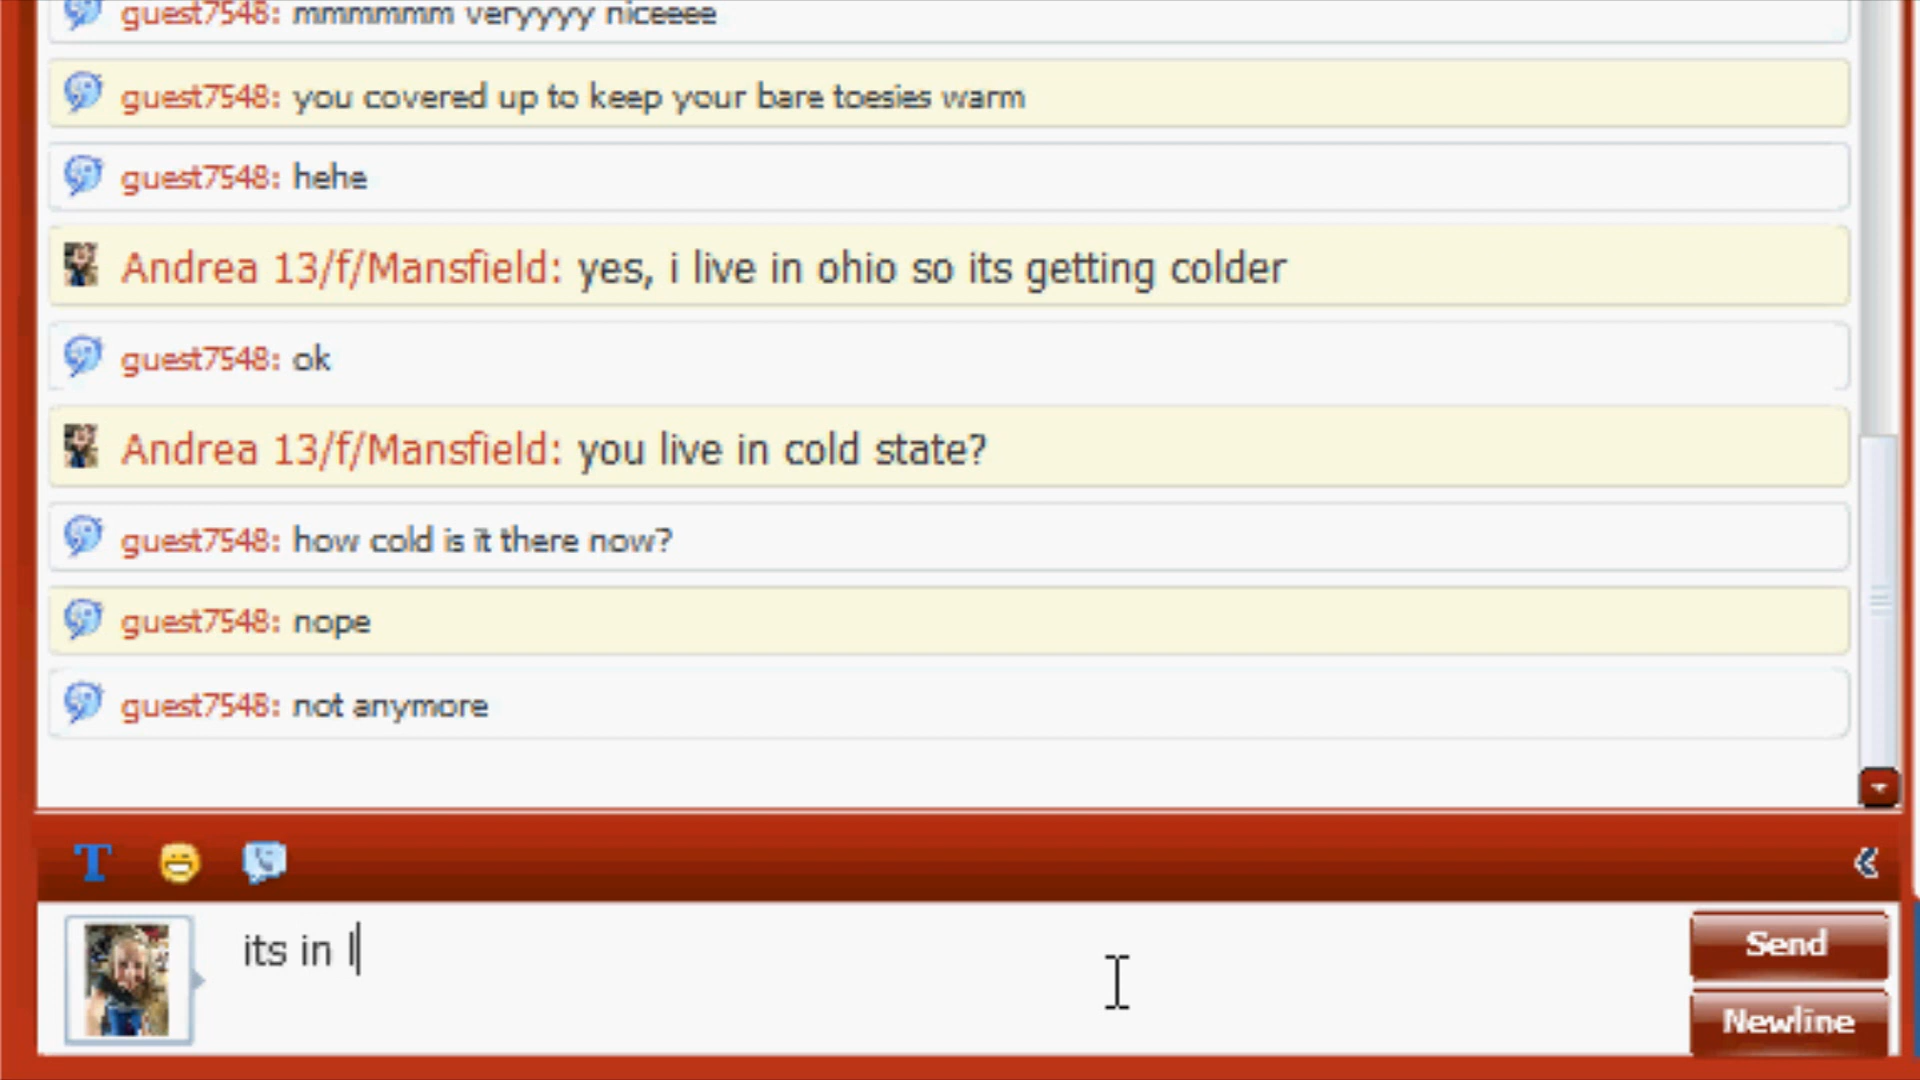 guest7548: mmmmmm veryyyy niceeee
guest7548: you covered up to keep your bare toesies warm
guest7548: hehe
Andrea 13/f/Mansfield: yes, i live in ohio so its getting colder
guest7548: ok
Andrea 13/f/Mansfield: you live in cold state?
guest7548: how cold is it there now?
guest7548: nope
guest7548: not anymore
T
its in l
Send
Newline